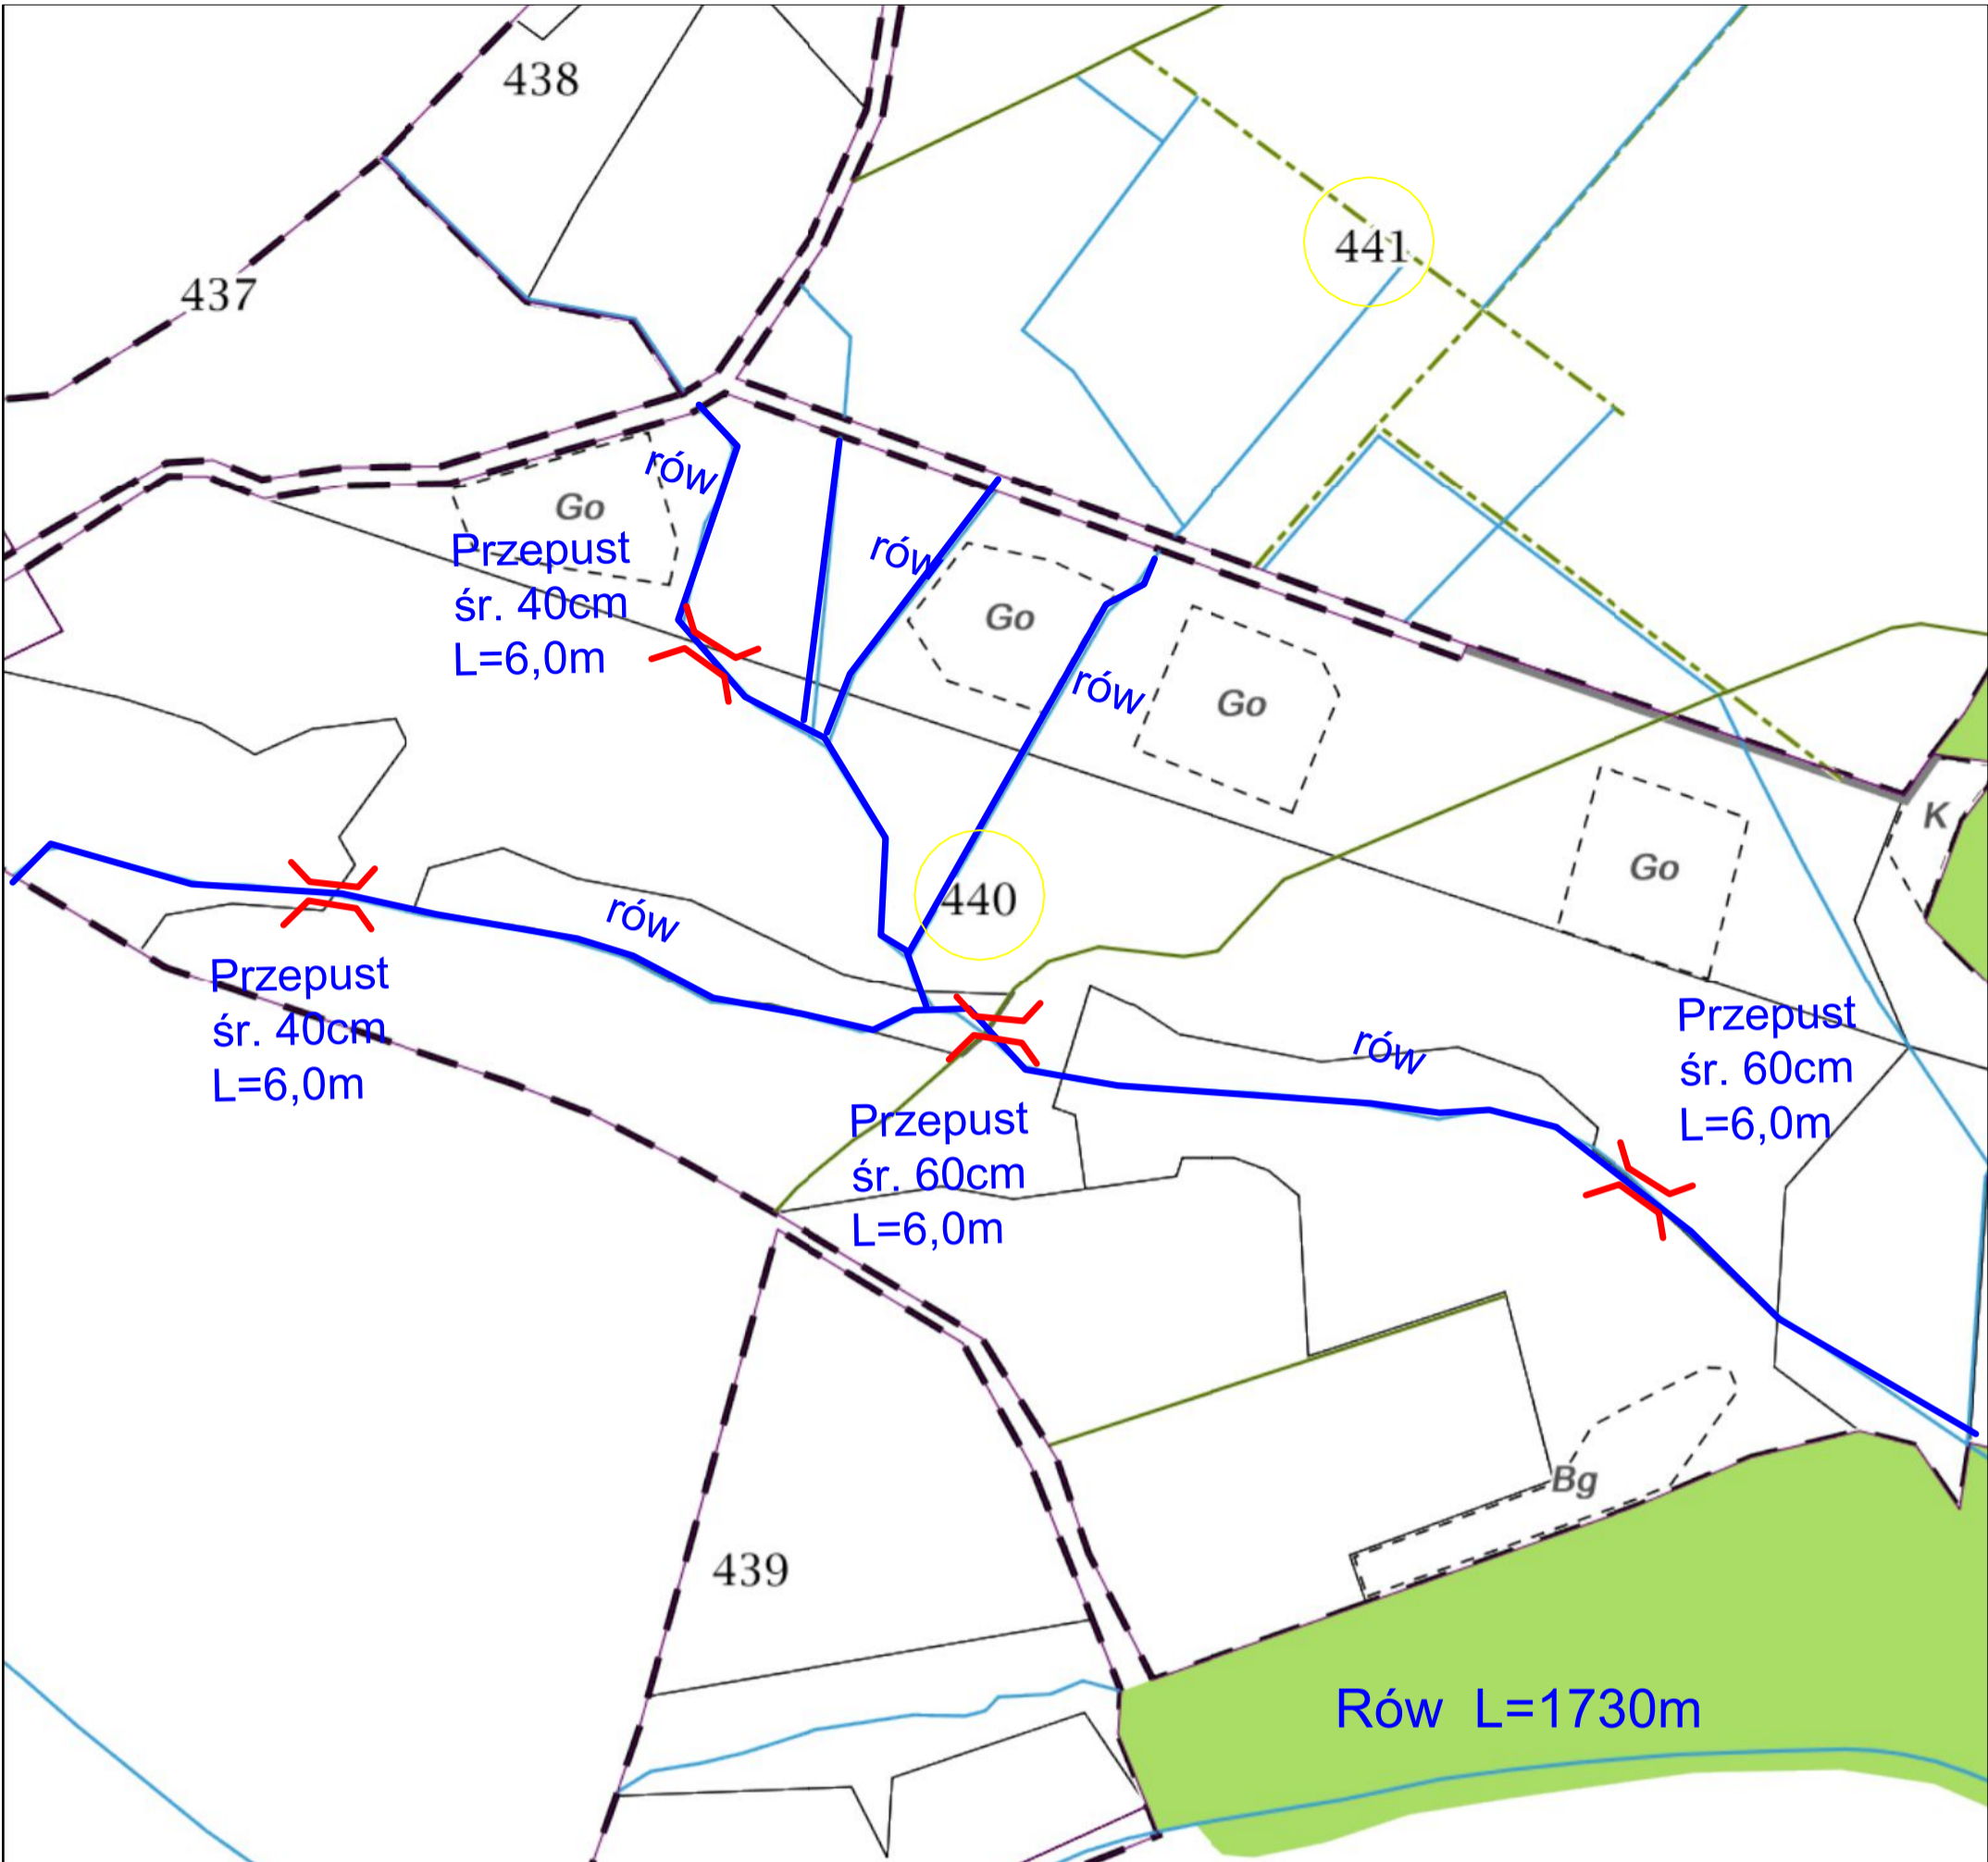 438
441
437
rów
Go
rów
Przepust
śr. 40cm
L=6,0m
Go
rów
Go
K
Go
440
rów
Przepust
śr. 40cm
L=6,0m
Przepust
śr. 60cm
L=6,0m
rów
Przepust
śr. 60cm
L=6,0m
Bg
439
Rów L=1730m